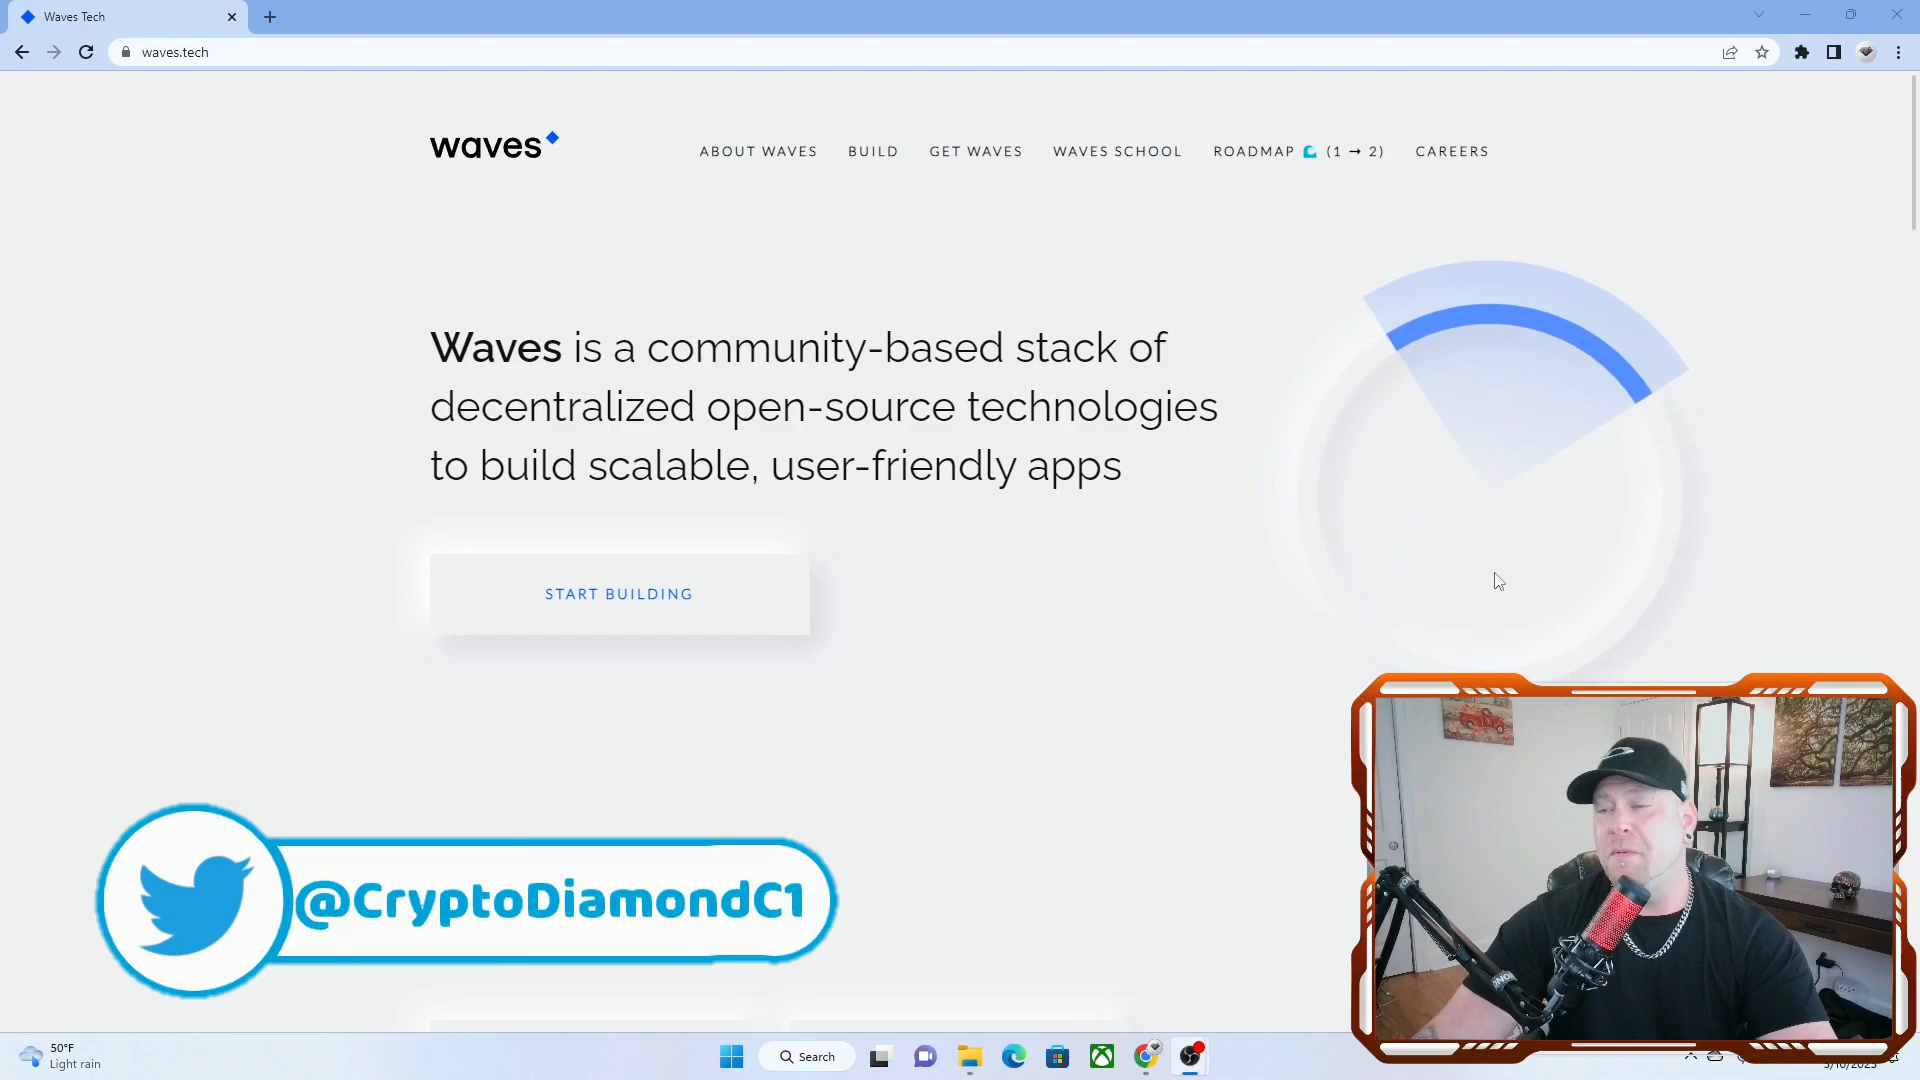 Waves Tech
waves.tech
waves
ABOUT WAVES
BUILD
GET WAVES
WAVES SCHOOL
ROADMAP 🌊 (1 → 2)
CAREERS
Waves is a community-based stack of
decentralized open-source technologies
to build scalable, user-friendly apps
START BUILDING
@CryptoDiamondC1
50°F
Light rain
Search